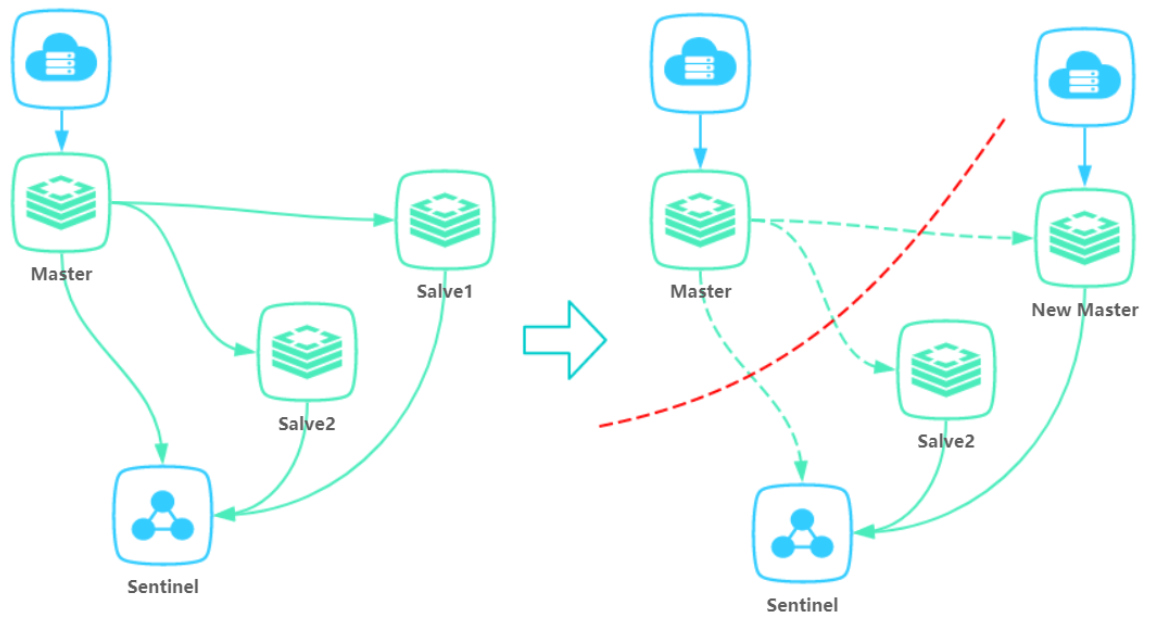 Master
Salve1
Salve2
Sentinel
Master
New Master
Salve2
Sentinel